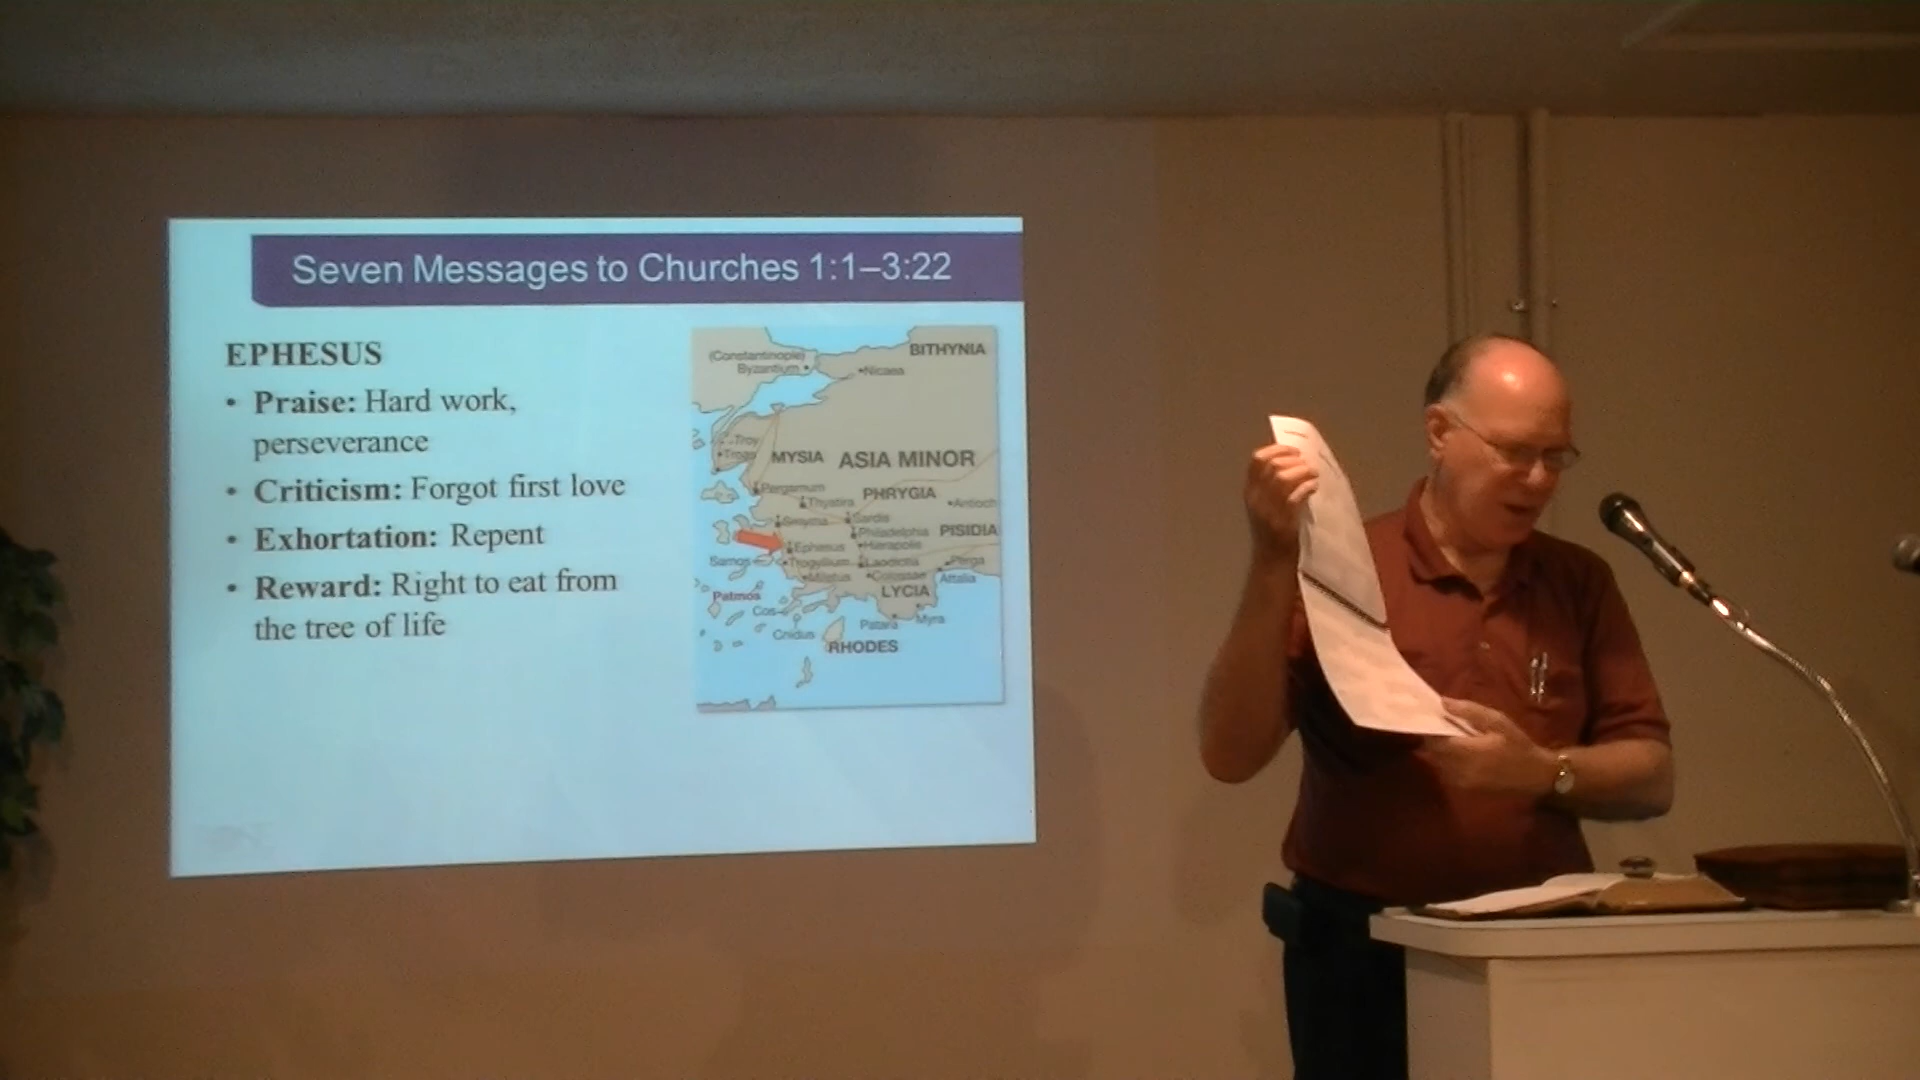 Seven Messages to Churches 1:1–3:22
EPHESUS
• Praise: Hard work,
perseverance
• Criticism: Forgot first love
• Exhortation: Repent
• Reward: Right to eat from
the tree of life
(Constantinople)
Byzantium
BITHYNIA
Nicaea
Troy
Troas
MYSIA
ASIA MINOR
Pergamum
Thyatira
PHRYGIA
Antioch
Smyrna
Sardis
Philadelphia
PISIDIA
Ephesus
Hierapolis
Samos
Trogyllium
Laodicia
Perga
Miletus
Colossae
Attalia
Patmos
LYCIA
Cos
Patara
Myra
Cnidus
RHODES